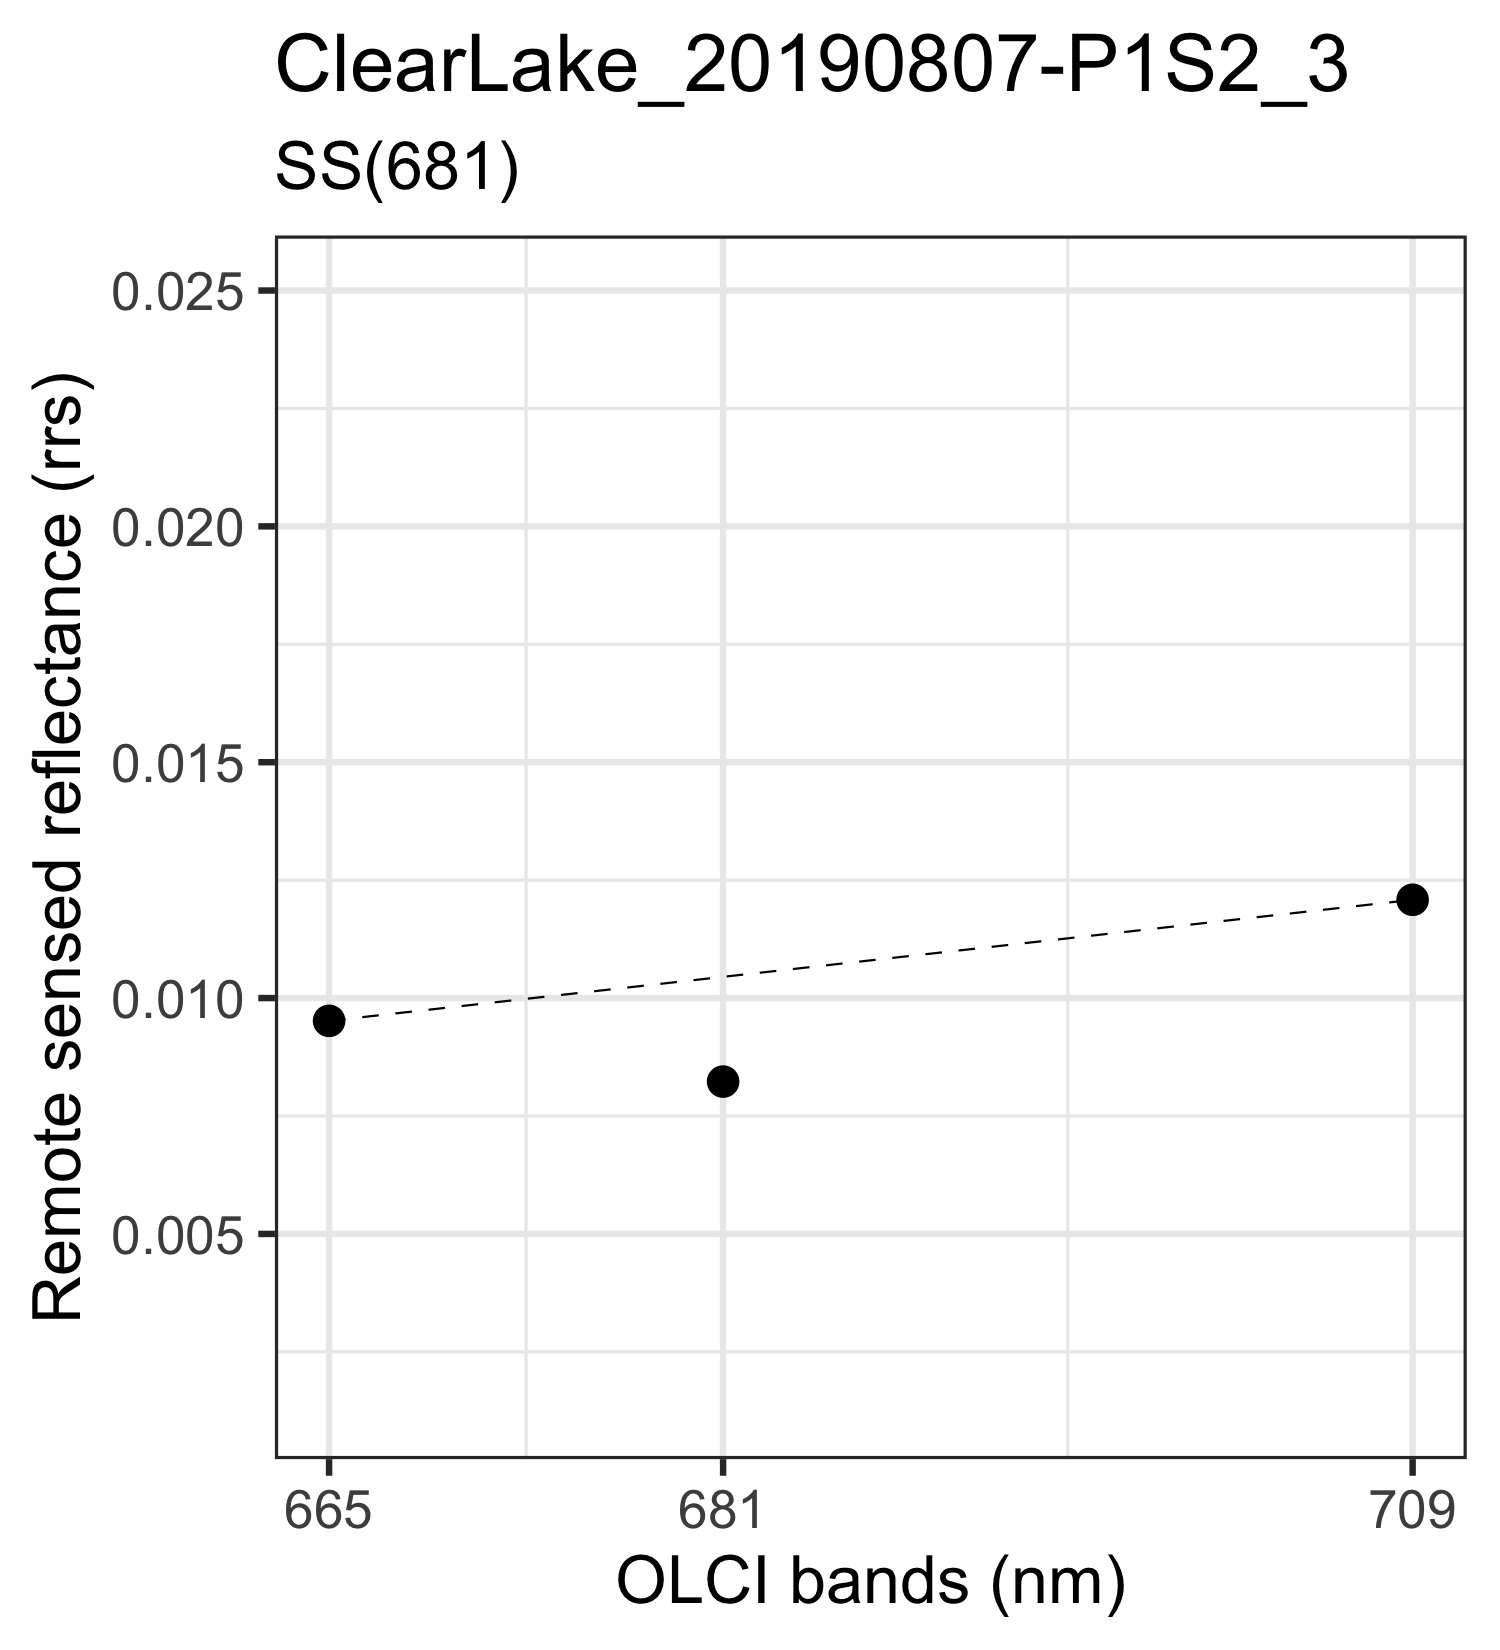 ClearLake_20190807-P1S2_3
SS(681)
Remote sensed reflectance (rrs)
0.025
0.020
0.015
0.010
0.005
665 681 709
OLCI bands (nm)